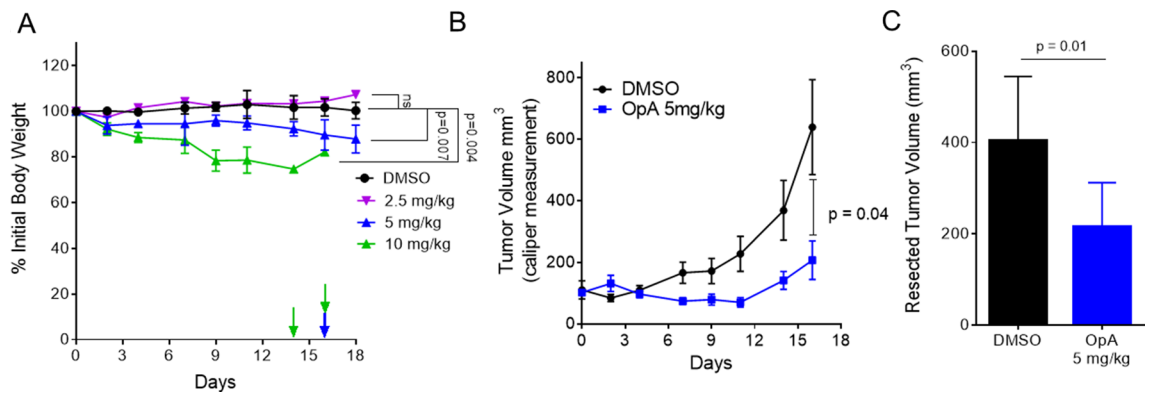 A
% Initial Body Weight
120
100
80
60
40
20
0
0 3 6 9 12 15 18
Days
ns
p=0.007
p=0.004
DMSO
2.5 mg/kg
5 mg/kg
10 mg/kg
B
Tumor Volume mm³
(caliper measurement)
800
600
400
200
0
0 3 6 9 12 15 18
Days
DMSO
OpA 5mg/kg
p = 0.04
C
Resected Tumor Volume (mm³)
600
400
200
0
p = 0.01
DMSO
OpA
5 mg/kg